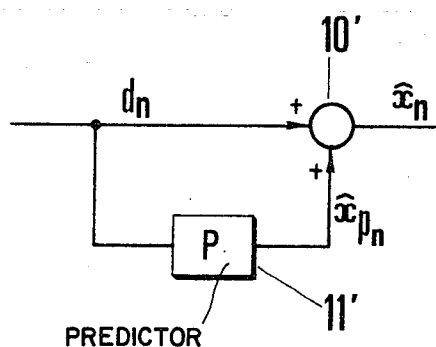 10'
dn
+
x̂n
+
x̂pn
P
11'
PREDICTOR